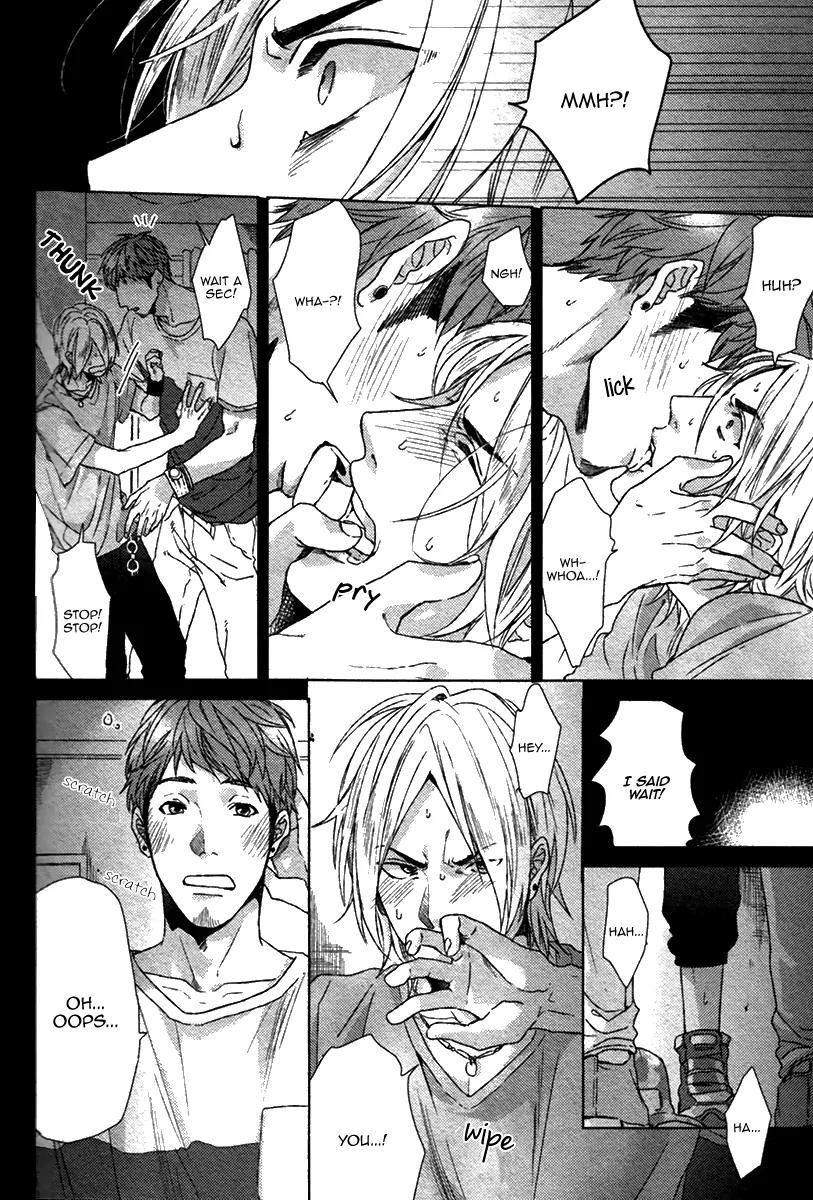 MMH?!
HUH?
lick
WH-
WHOA...!
NGH!
WHA-?!
pry
WAIT A
SEC!
THUNK
STOP!
STOP!
I SAID
WAIT!
HAH...
HA...
HEY...
YOU...!
wipe
scratch
scratch
OH...
OOPS...